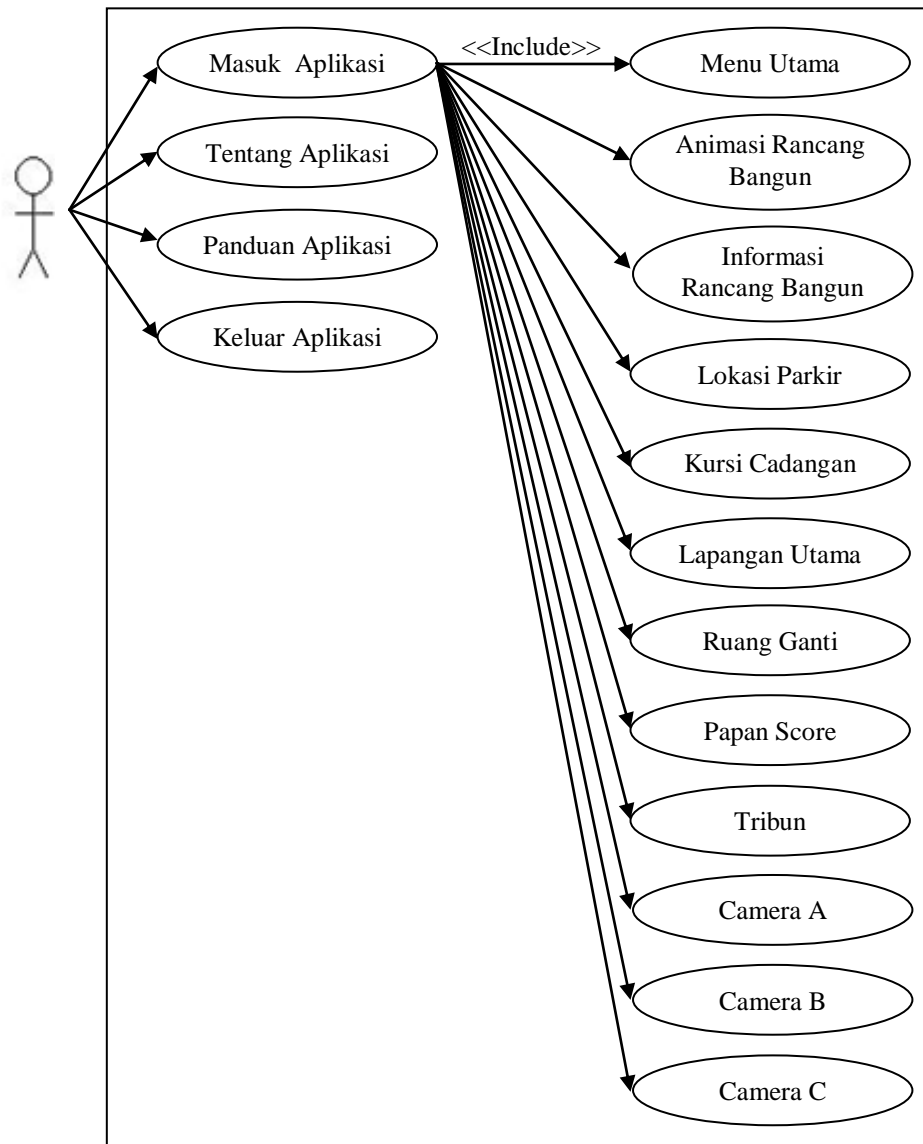 Masuk Aplikasi
<<Include>>
Menu Utama
Tentang Aplikasi
Animasi Rancang
Bangun
Panduan Aplikasi
Informasi
Rancang Bangun
Keluar Aplikasi
Lokasi Parkir
Kursi Cadangan
Lapangan Utama
Ruang Ganti
Papan Score
Tribun
Camera A
Camera B
Camera C